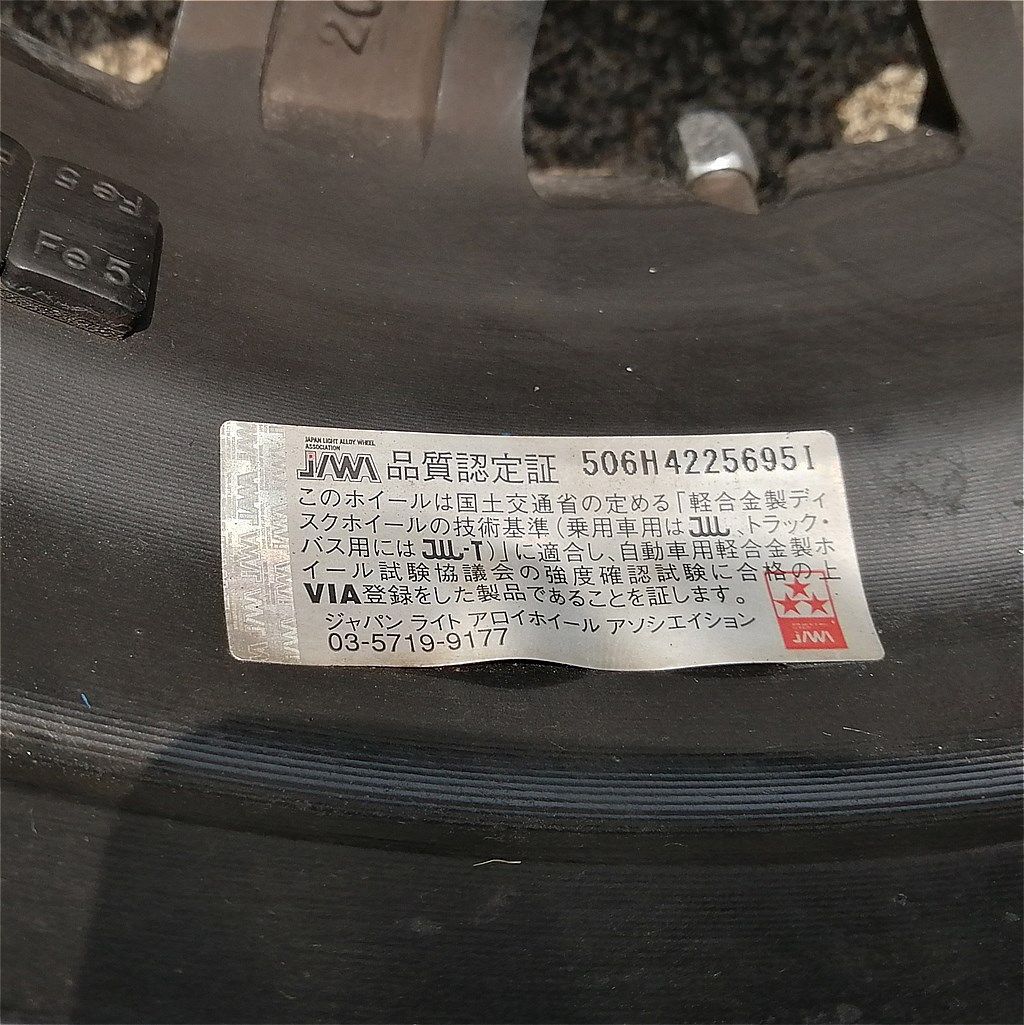 20
Fe 5
Fe 5
JAPAN LIGHT ALLOY WHEEL
ASSOCIATION
JAWA 品質認定証 506H4225695I
このホイールは国土交通省の定める「軽合金製ディ
スクホイールの技術基準(乗用車用はJWL、トラック・
バス用にはJWL-T)」に適合し、自動車用軽合金製ホ
イール試験協議会の強度確認試験に合格の上
VIA登録をした製品であることを証します。
ジャパン ライト アロイホイール アソシエイション
03-5719-9177
JAWA